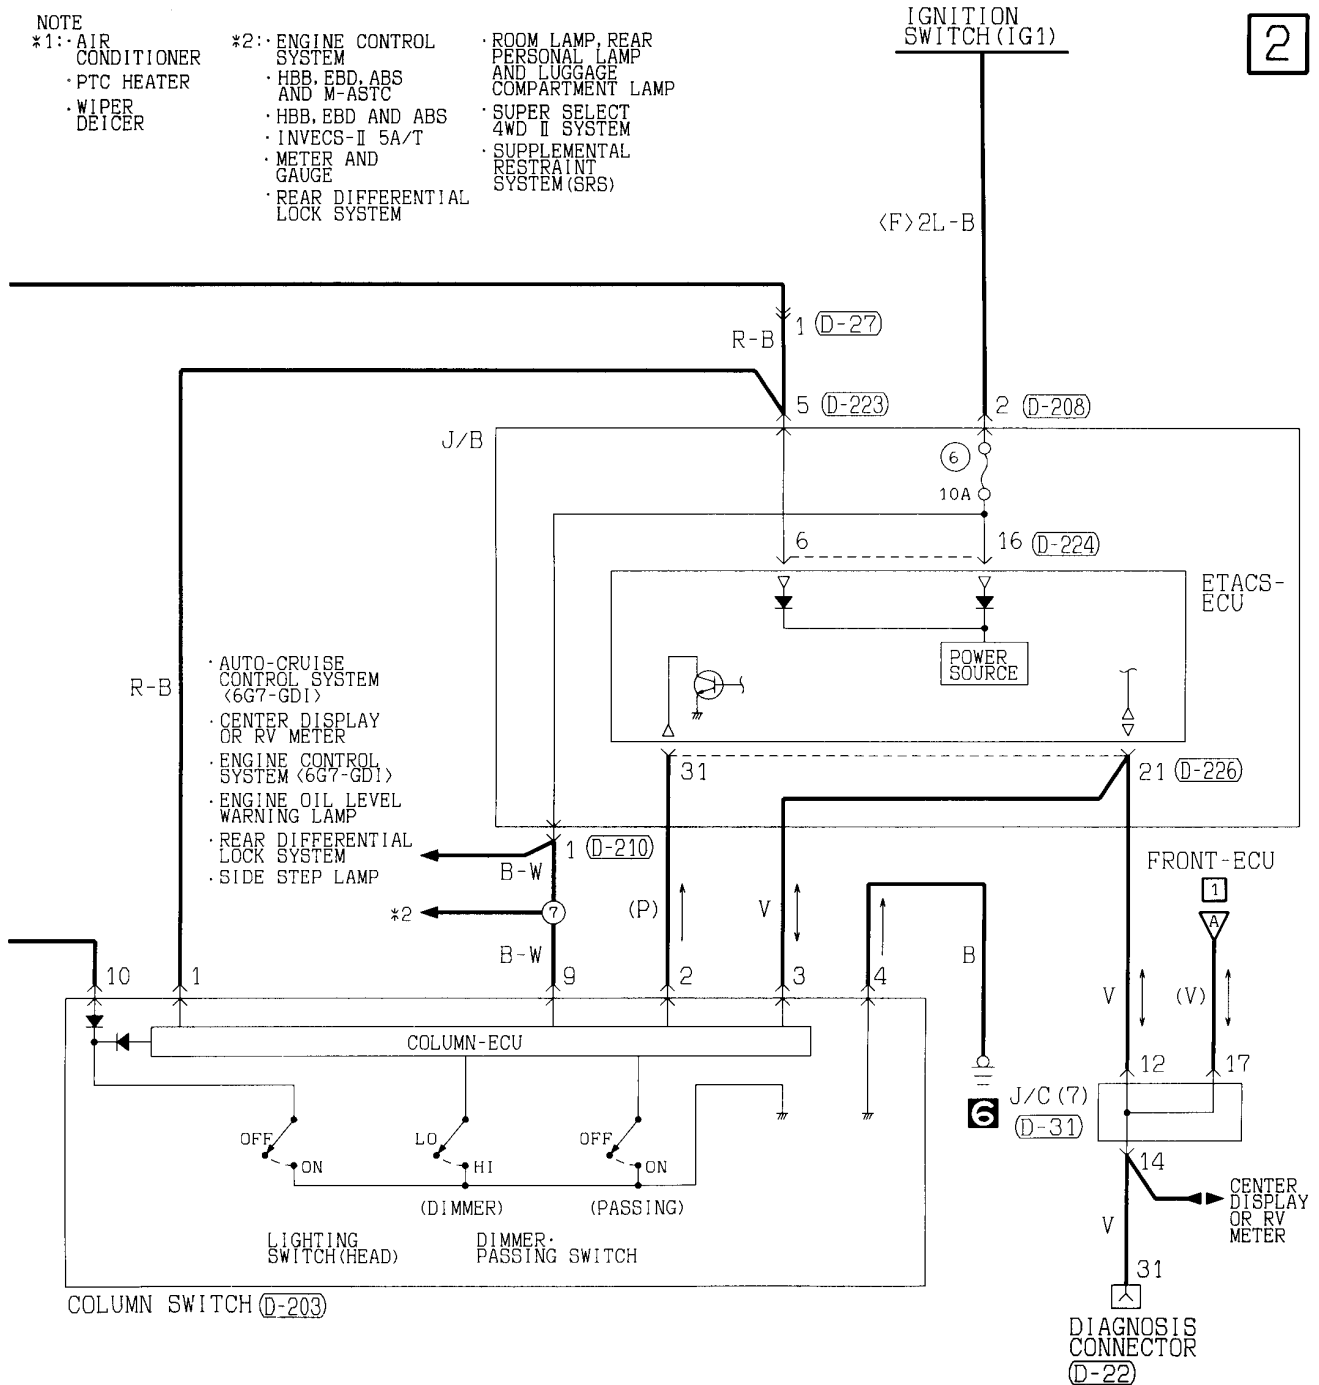 NOTE
*1:・AIR
CONDITIONER
・PTC HEATER
・WIPER
DEICER
*2:・ENGINE CONTROL
SYSTEM
・HBB, EBD, ABS
AND M-ASTC
・HBB, EBD AND ABS
・INVECS-Ⅱ 5A/T
・METER AND
GAUGE
・REAR DIFFERENTIAL
LOCK SYSTEM
・ROOM LAMP, REAR
PERSONAL LAMP
AND LUGGAGE
COMPARTMENT LAMP
・SUPER SELECT
4WD Ⅱ SYSTEM
・SUPPLEMENTAL
RESTRAINT
SYSTEM(SRS)
IGNITION
SWITCH(IG1)
2
<F>2L-B
1 (D-27)
R-B
5 (D-223)
2 (D-208)
J/B
6
10A
6
16 (D-224)
ETACS-
ECU
POWER
SOURCE
R-B
・AUTO-CRUISE
CONTROL SYSTEM
<6G7-GDI>
・CENTER DISPLAY
OR RV METER
・ENGINE CONTROL
SYSTEM <6G7-GDI>
・ENGINE OIL LEVEL
WARNING LAMP
・REAR DIFFERENTIAL
LOCK SYSTEM
・SIDE STEP LAMP
31
21 (D-226)
1 (D-210)
B-W
*2
7
B-W
(P)
V
B
FRONT-ECU
1
A
V
(V)
10
1
9
2
3
4
COLUMN-ECU
12
17
6
J/C (7)
(D-31)
OFF
ON
LO
HI
OFF
ON
(DIMMER)
(PASSING)
LIGHTING
SWITCH(HEAD)
DIMMER・
PASSING SWITCH
14
CENTER
DISPLAY
OR RV
METER
V
31
COLUMN SWITCH (D-203)
DIAGNOSIS
CONNECTOR
(D-22)